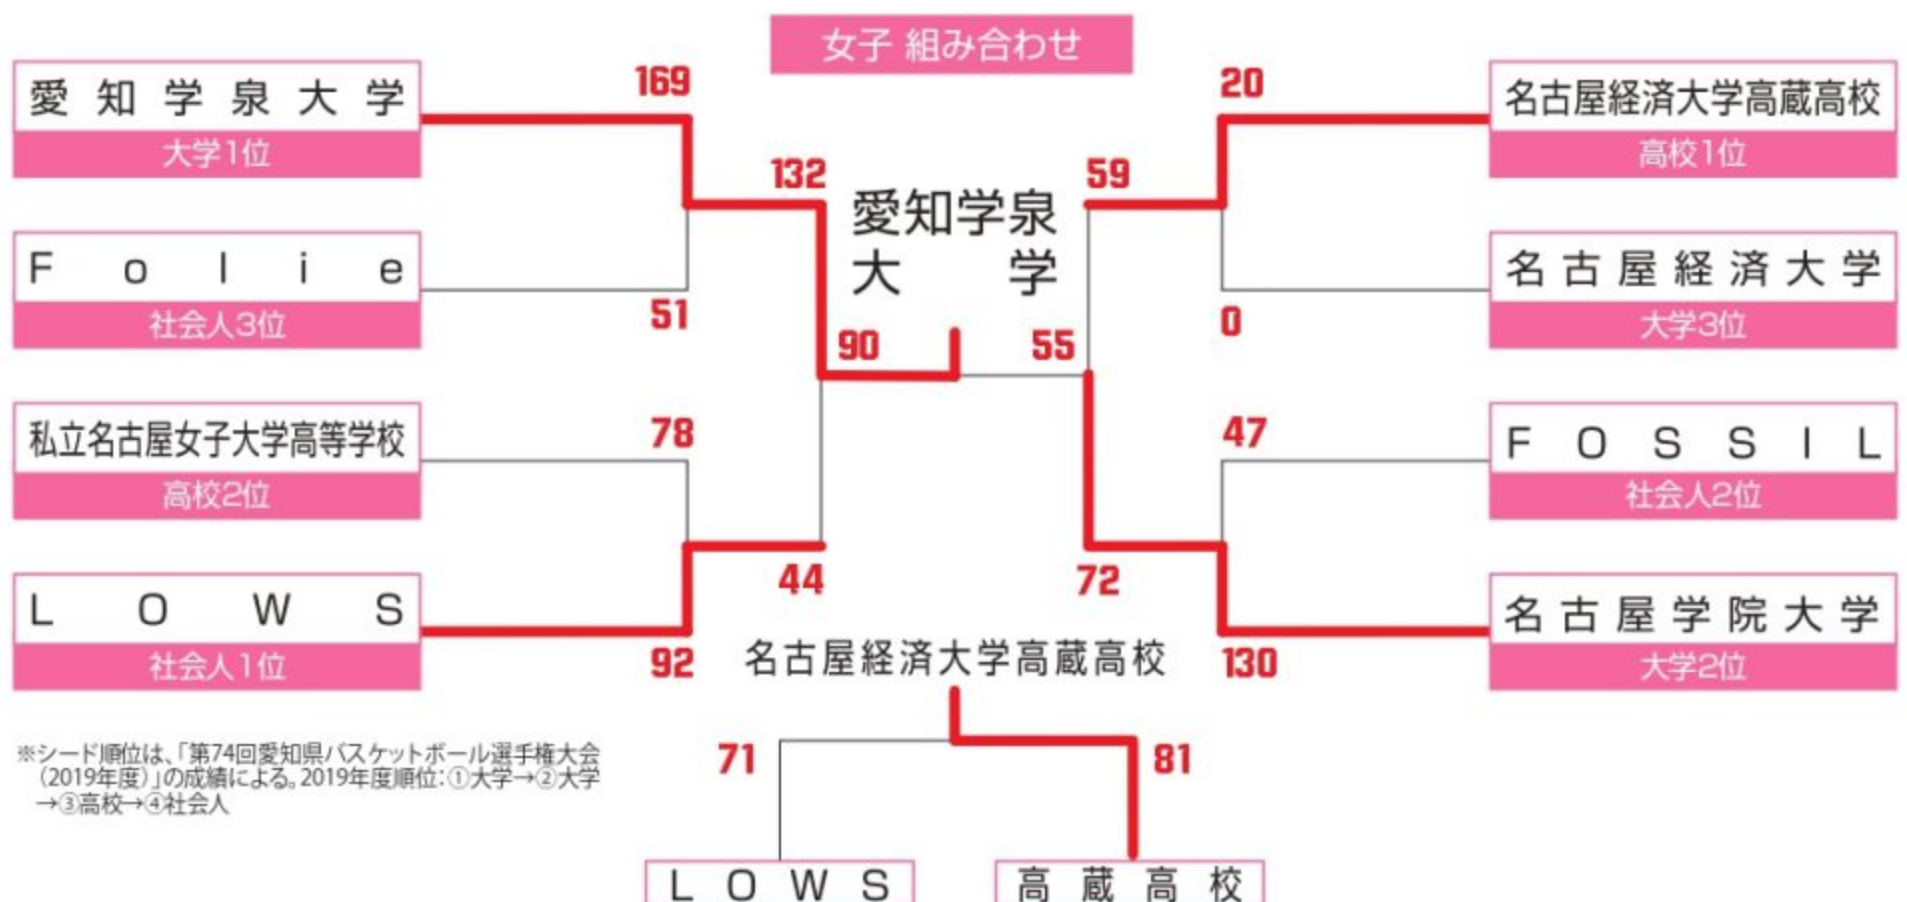 女子 組み合わせ
愛知学泉大学
大学1位
169
132
Folie
社会人3位
51
私立名古屋女子大学高等学校
高校2位
78
LOWS
社会人1位
92
44
愛知学泉
大学
90
55
20
名古屋経済大学高蔵高校
高校1位
59
名古屋経済大学
大学3位
0
47
FOSSIL
社会人2位
72
130
名古屋学院大学
大学2位
名古屋経済大学高蔵高校
71
81
LOWS
高蔵高校
※シード順位は、「第74回愛知県バスケットボール選手権大会
(2019年度)」の成績による。2019年度順位:①大学→②大学
→③高校→④社会人